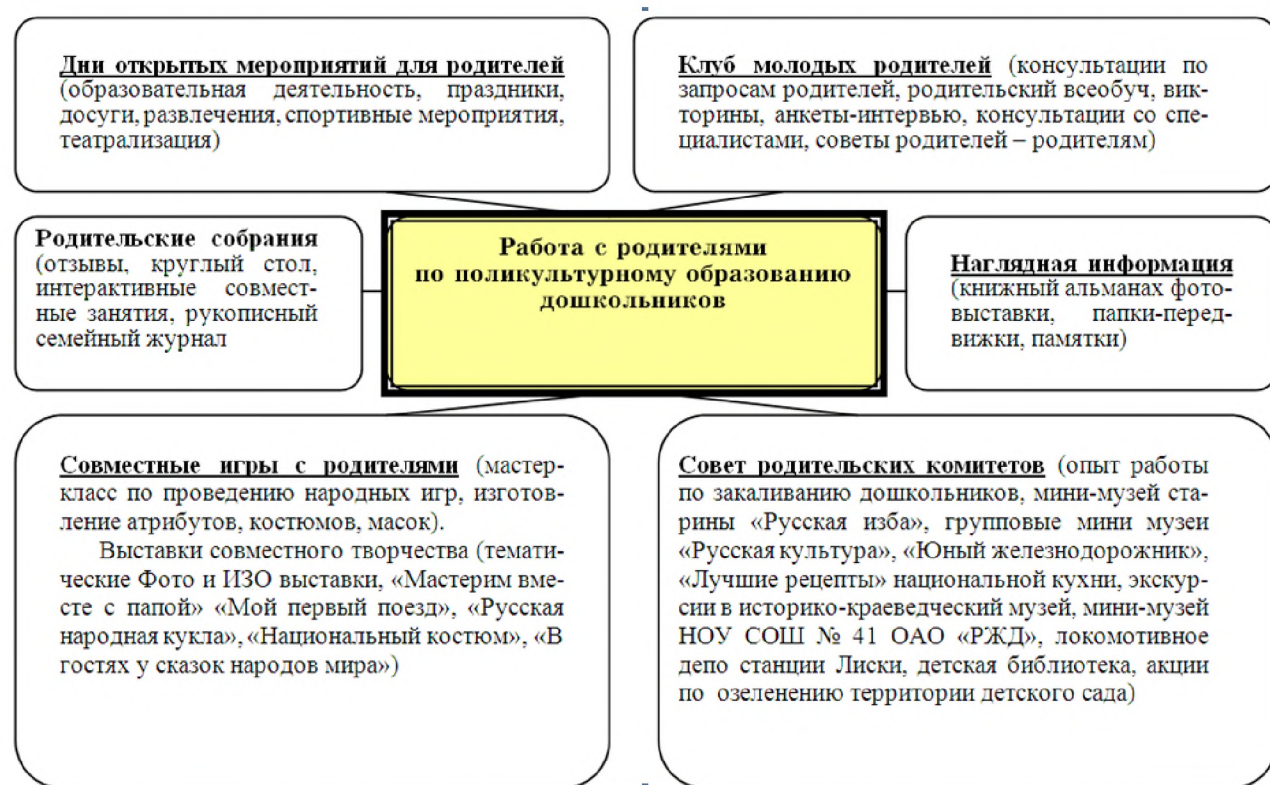 Дни открытых мероприятий для родителей
(образовательная деятельность, праздники,
досуги, развлечения, спортивные мероприятия,
театрализация)
Клуб молодых родителей (консультации по
запросам родителей, родительский всеобуч, вик-
торины, анкеты-интервью, консультации со спе-
циалистами, советы родителей – родителям)
Родительские собрания
(отзывы, круглый стол,
интерактивные совмест-
ные занятия, рукописный
семейный журнал
Работа с родителями
по поликультурному образованию
дошкольников
Наглядная информация
(книжный альманах фото-
выставки, папки-перед-
вижки, памятки)
Совместные игры с родителями (мастер-
класс по проведению народных игр, изготов-
ление атрибутов, костюмов, масок).
Выставки совместного творчества (темати-
ческие Фото и ИЗО выставки, «Мастерим вме-
сте с папой» «Мой первый поезд», «Русская
народная кукла», «Национальный костюм», «В
гостях у сказок народов мира»)
Совет родительских комитетов (опыт работы
по закаливанию дошкольников, мини-музей ста-
рины «Русская изба», групповые мини музеи
«Русская культура», «Юный железнодорожник»,
«Лучшие рецепты» национальной кухни, экскур-
сии в историко-краеведческий музей, мини-музей
НОУ СОШ № 41 ОАО «РЖД», локомотивное
депо станции Лиски, детская библиотека, акции
по озеленению территории детского сада)